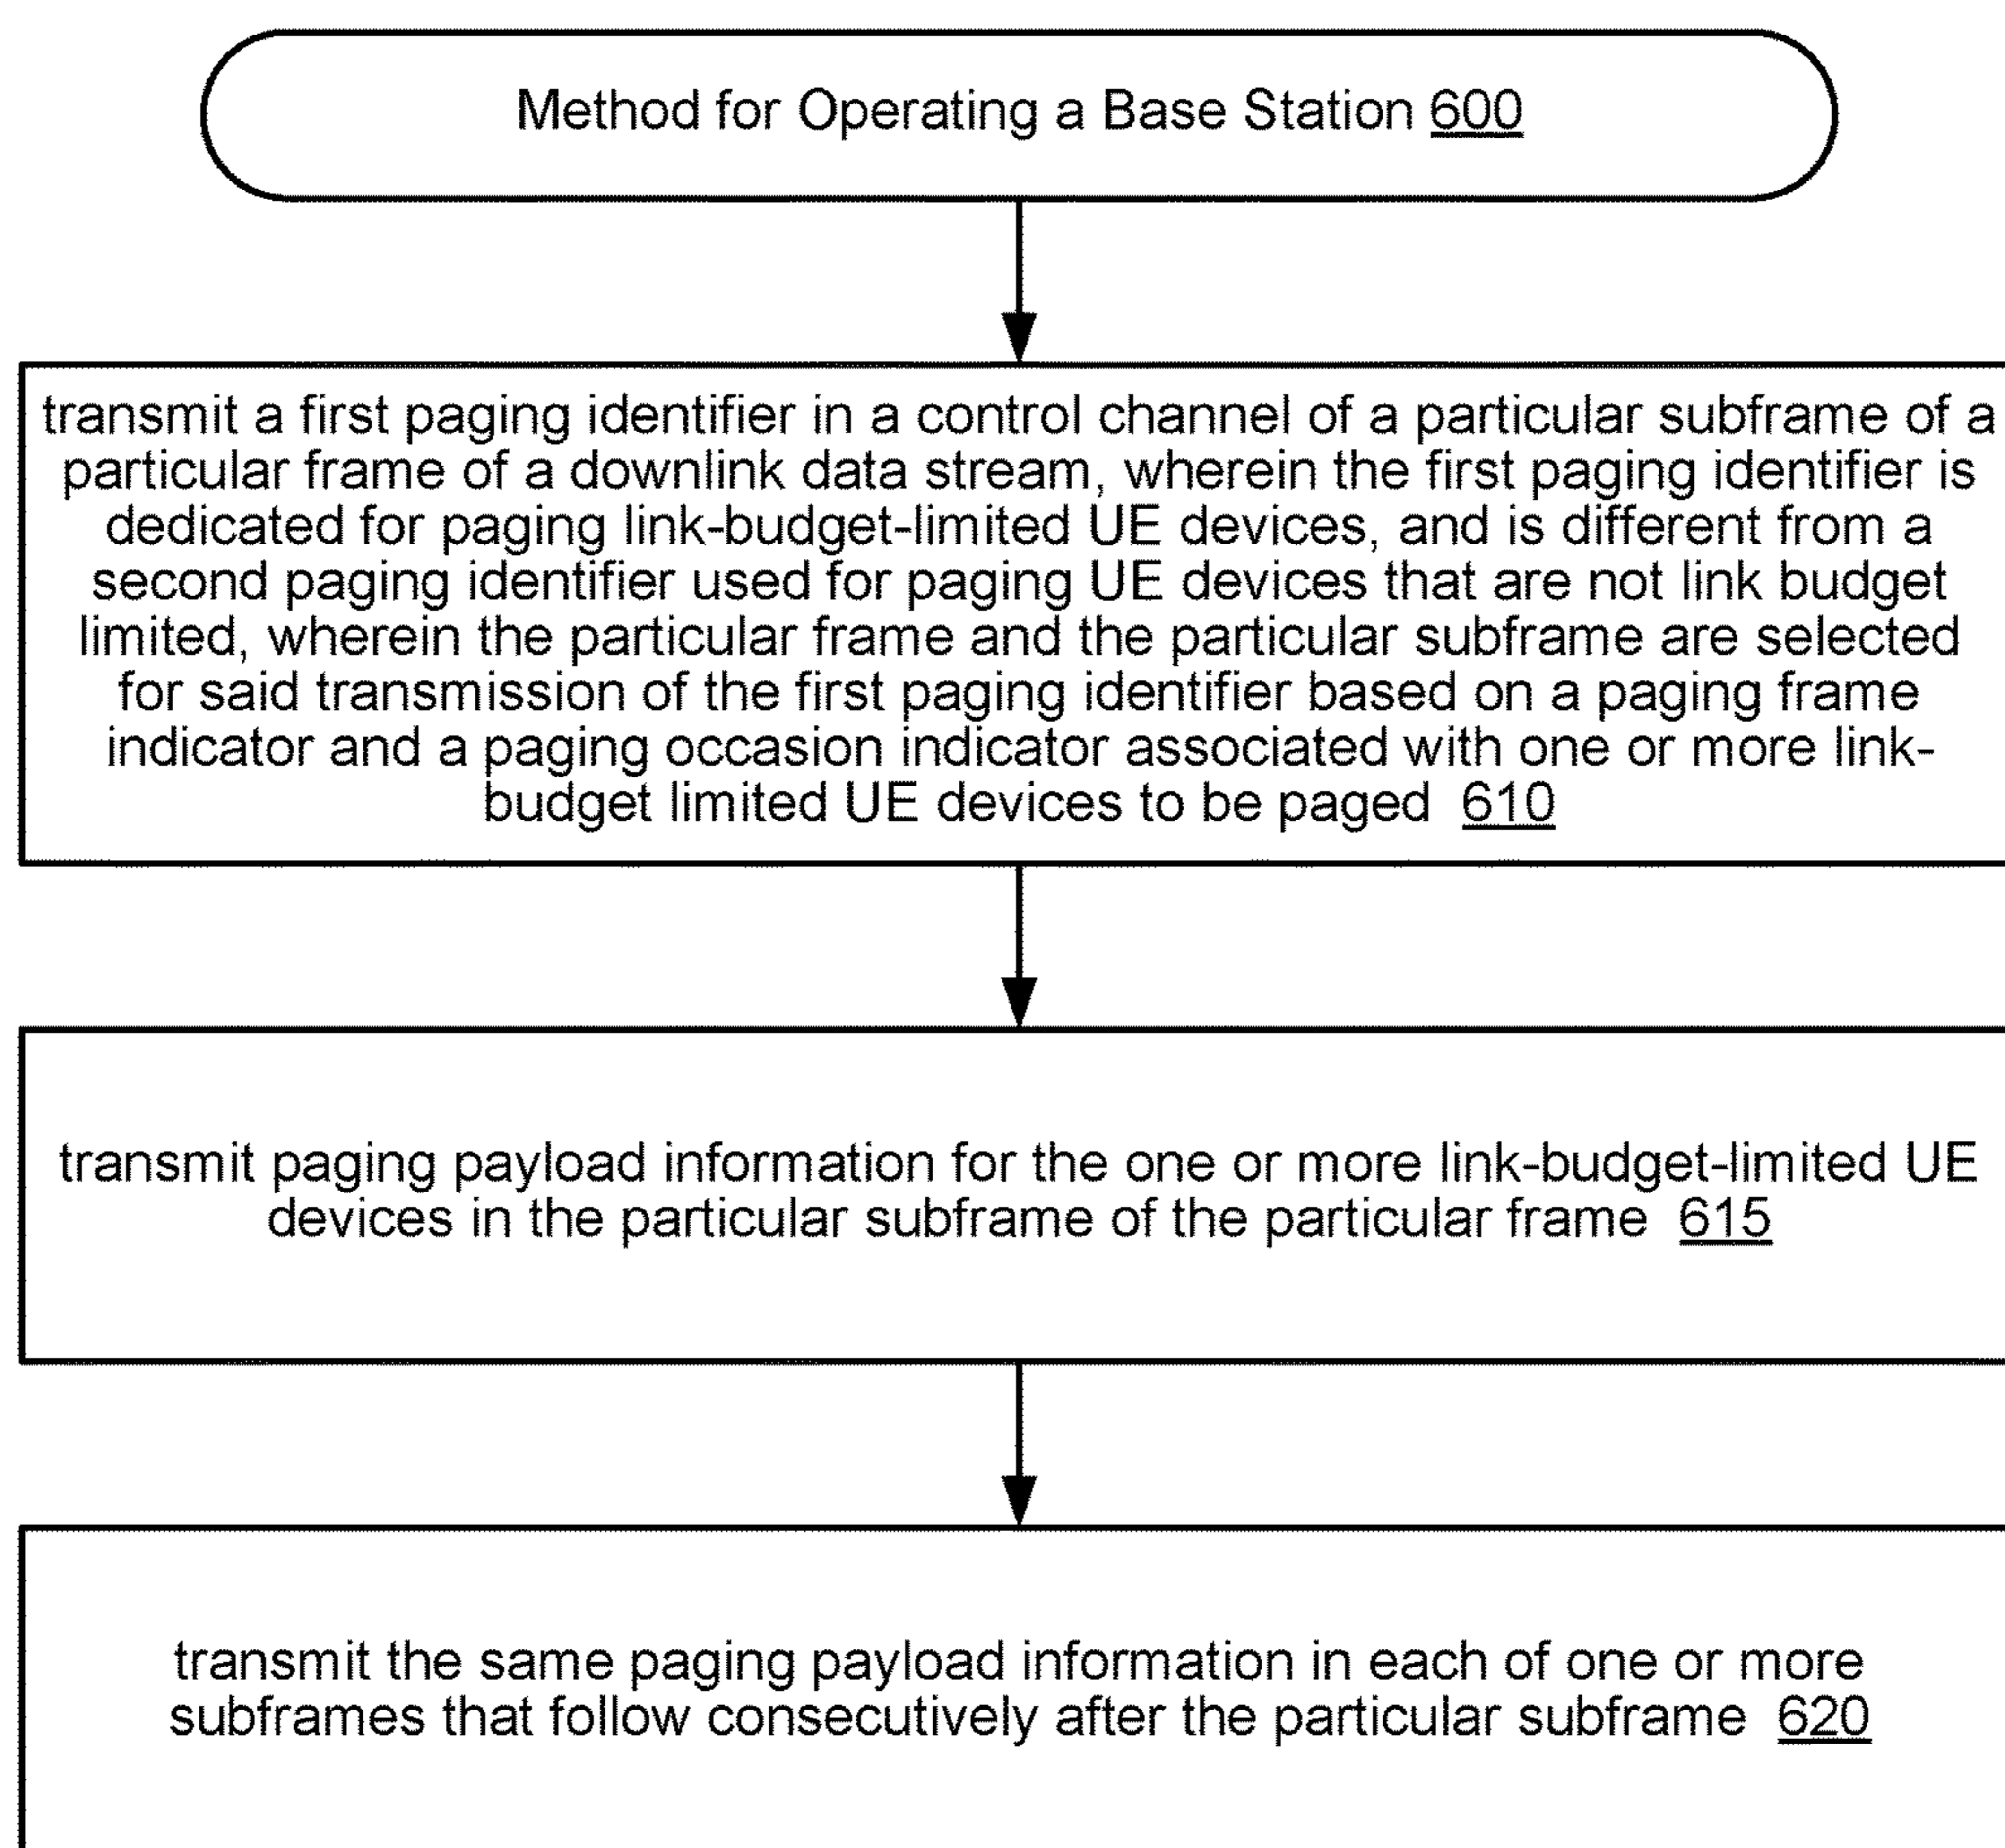 Method for Operating a Base Station 600
transmit a first paging identifier in a control channel of a particular subframe of a
particular frame of a downlink data stream, wherein the first paging identifier is
dedicated for paging link-budget-limited UE devices, and is different from a
second paging identifier used for paging UE devices that are not link budget
limited, wherein the particular frame and the particular subframe are selected
for said transmission of the first paging identifier based on a paging frame
indicator and a paging occasion indicator associated with one or more link-
budget limited UE devices to be paged 610
transmit paging payload information for the one or more link-budget-limited UE
devices in the particular subframe of the particular frame 615
transmit the same paging payload information in each of one or more
subframes that follow consecutively after the particular subframe 620